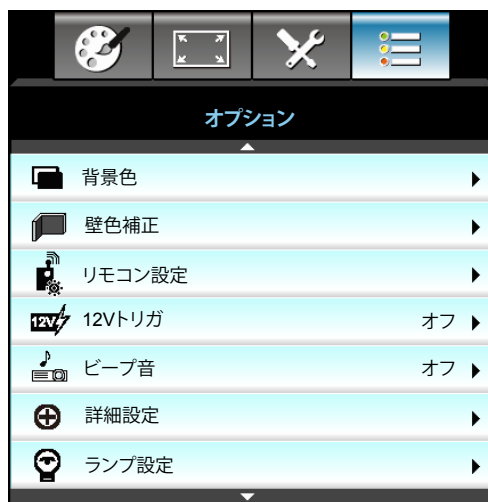 オプション
背景色
壁色補正
リモコン設定
12Vトリガ オフ
ビープ音 オフ
詳細設定
ランプ設定
12V